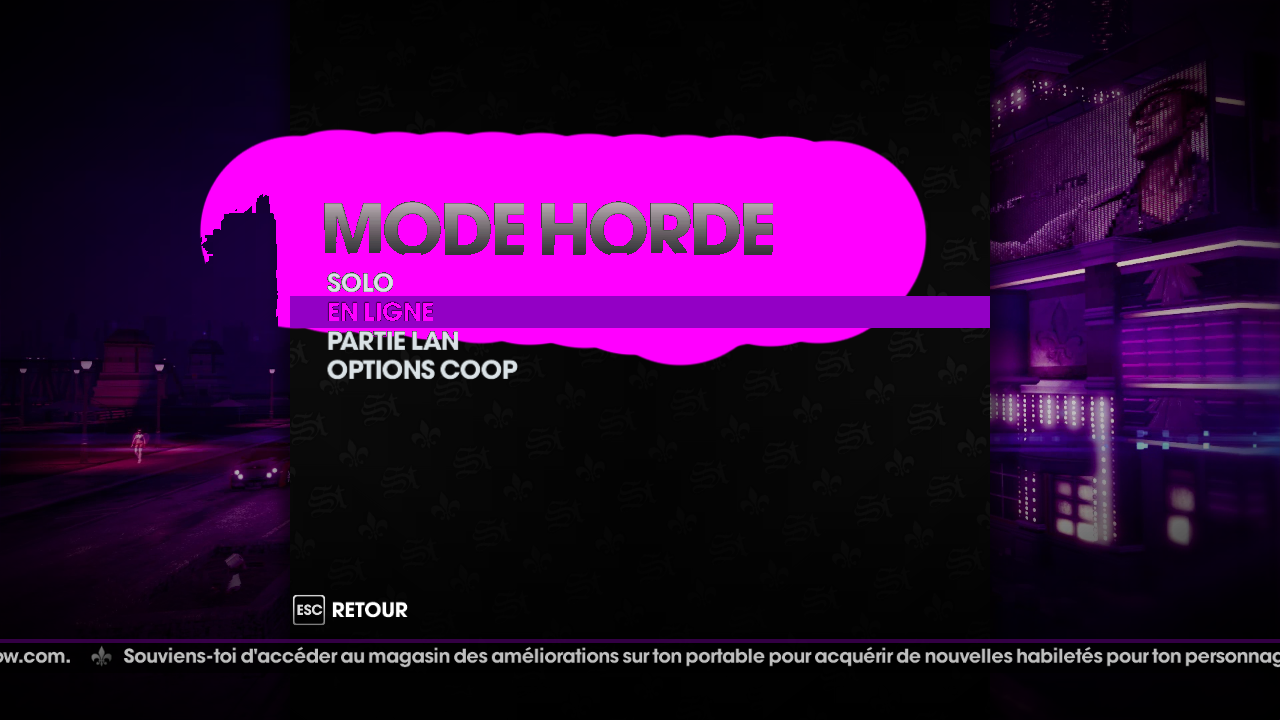 MODE HORDE
SOLO
EN LIGNE
PARTIE LAN
OPTIONS COOP
ESC RETOUR
ow.com. Souviens-toi d'accéder au magasin des améliorations sur ton portable pour acquérir de nouvelles habiletés pour ton personnag